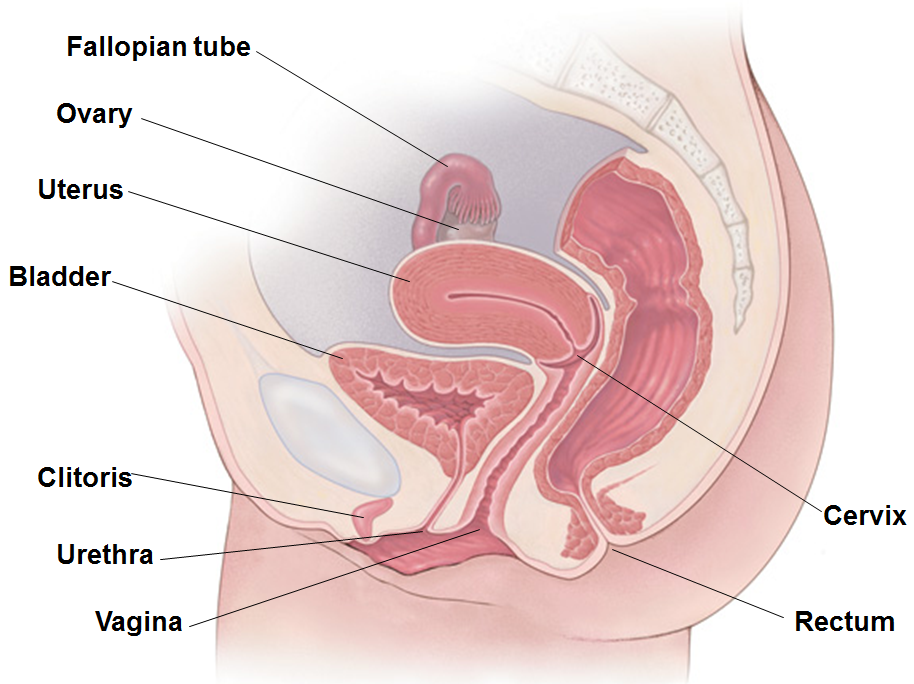 Fallopian tube
Ovary
Uterus
Bladder
Clitoris
Urethra
Vagina
Cervix
Rectum